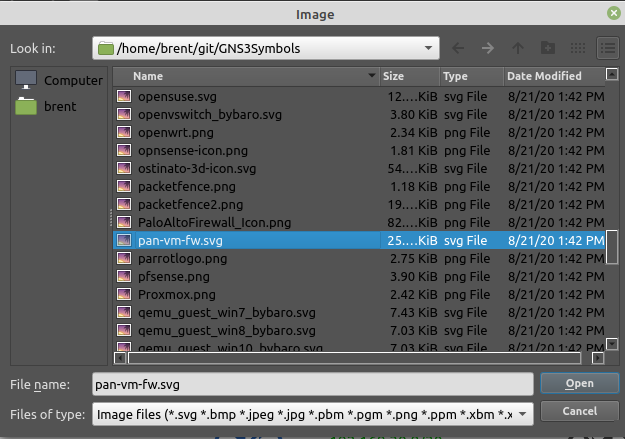 Image
Look in: /home/brent/git/GNS3Symbols
Computer
brent
Name Size Type Date Modified
opensuse.svg 12....KiB svg File 8/21/20 1:42 PM
openvswitch_bybaro.svg 3.80 KiB svg File 8/21/20 1:42 PM
openwrt.png 2.34 KiB png File 8/21/20 1:42 PM
opnsense-icon.png 1.81 KiB png File 8/21/20 1:42 PM
ostinato-3d-icon.svg 54....KiB svg File 8/21/20 1:42 PM
packetfence.png 1.18 KiB png File 8/21/20 1:42 PM
packetfence2.png 19....KiB png File 8/21/20 1:42 PM
PaloAltoFirewall_Icon.png 82....KiB png File 8/21/20 1:42 PM
pan-vm-fw.svg 25....KiB svg File 8/21/20 1:42 PM
parrotlogo.png 2.75 KiB png File 8/21/20 1:42 PM
pfsense.png 3.90 KiB png File 8/21/20 1:42 PM
Proxmox.png 2.42 KiB png File 8/21/20 1:42 PM
qemu_guest_win7_bybaro.svg 7.43 KiB svg File 8/21/20 1:42 PM
qemu_guest_win8_bybaro.svg 7.03 KiB svg File 8/21/20 1:42 PM
qemu_guest_win10_bybaro.svg 7.03 KiB svg File 8/21/20 1:42 PM
File name: pan-vm-fw.svg Open
Files of type: Image files (*.svg *.bmp *.jpeg *.jpg *.pbm *.pgm *.png *.ppm *.xbm *.x Cancel